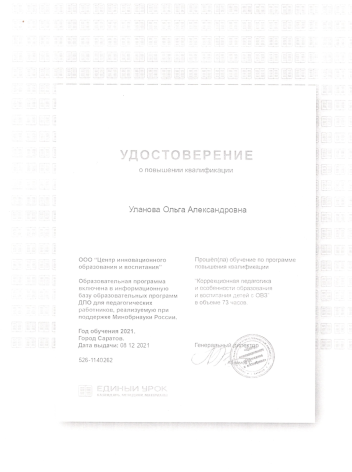 УДОСТОВЕРЕНИЕ
о повышении квалификации
Уланова Ольга Александровна
ООО "Центр инновационного
образования и воспитания"
Образовательная программа
включена в информационную
базу образовательных программ
ДПО для педагогических
работников, реализуемую при
поддержке Минобрнауки России.
Год обучения 2021.
Город Саратов.
Дата выдачи: 08.12.2021
526-1140262
Прошел(ла) обучение по программе
повышения квалификации
"Коррекционная педагогика
и особенности образования
и воспитания детей с ОВЗ"
в объеме 73 часов.
Генеральный директор
ЕДИНЫЙ УРОК